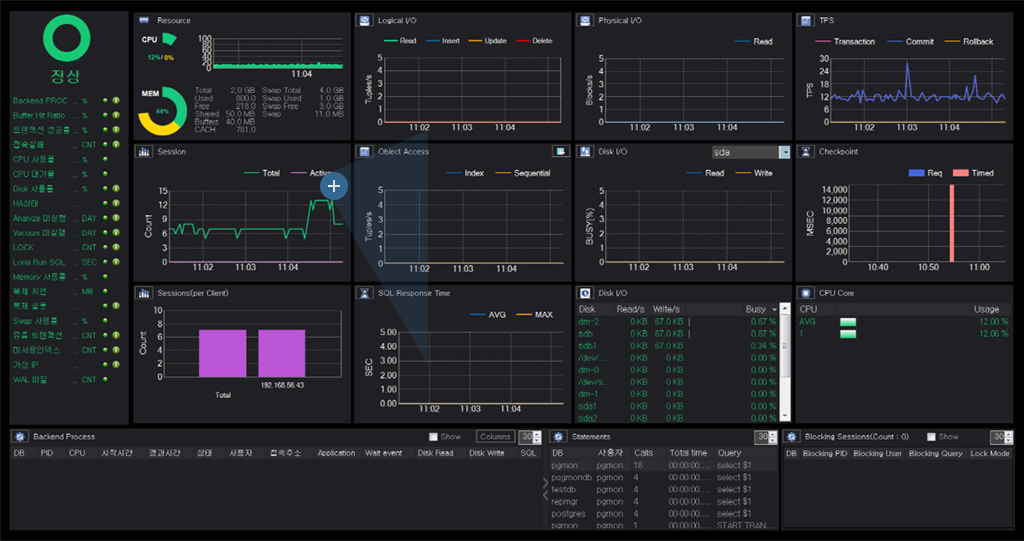 정상
Backend PROC ... %
Buffer Hit Ratio ... %
트랜잭션 성공률 ... %
접속실패 ... CNT
CPU 사용률 ... %
CPU 대기율 ... %
Disk 사용률 ... %
HA상태 ...
Analyze 미실행 ... DAY
Vacuum 미실행 ... DAY
LOCK ... CNT
Long Run SQL ... SEC
Memory 사용률 ... %
복제 지연 ... MB
복제 슬롯 ...
Swap 사용률 ... %
유휴 트랜잭션 ... CNT
미사용인덱스 ... CNT
가상 IP ...
WAL 파일 ... CNT
Resource
CPU
12%/0%
100
80
60
40
20
0
11:04
MEM
44%
Total 2,0 GB Swap Total 4,0 GB
Used 800,0 Swap Used 1,0 GB
Free 218,0 Swap Free 3,0 GB
Shared 50,0 MB Swap 11,0 MB
Buffers 40,0 MB
CACH 781,0
Logical I/O
Read Insert Update Delete
Tuples/s
5
4
3
2
1
0
11:02 11:03 11:04
Physical I/O
Read
Blocks/s
5
4
3
2
1
0
11:02 11:03 11:04
TPS
Transaction Commit Rollback
TPS
30
24
18
12
6
0
11:02 11:03 11:04
Session
Total Active
Count
15
12
9
6
3
0
11:02 11:03 11:04
Object Access
Index Sequential
Tuples/s
5
4
3
2
1
0
11:02 11:03 11:04
Disk I/O
sda
Read Write
BUSY(%)
5
4
3
2
1
0
11:02 11:03 11:04
Checkpoint
Req Timed
MSEC
14,000
12,000
10,000
8,000
6,000
4,000
2,000
0
10:40 10:50 11:00
Sessions(per Client)
Count
10
8
6
4
2
0
192.168.56.43
Total
SQL Response Time
AVG MAX
SEC
5.00
4.00
3.00
2.00
1.00
0.00
11:02 11:03 11:04
Disk I/O
Disk Read/s Write/s Busy
dm-2 0 KB 67.0 KB 0.87 %
sdb 0 KB 67.0 KB 0.87 %
sdb1 0 KB 67.0 KB 0.34 %
/dev/... 0 KB 0 KB 0.00 %
dm-0 0 KB 0 KB 0.00 %
/dev/s... 0 KB 0 KB 0.00 %
dm-1 0 KB 0 KB 0.00 %
sda1 0 KB 0 KB 0.00 %
sda2 0 KB 0 KB 0.00 %
CPU Core
CPU Usage
AVG 12.00 %
1 12.06 %
Backend Process Show Columns 30
DB PID CPU 시작시간 경과시간 상태 사용자 접속주소 Application Wait event Disk Read Disk Write SQL
Statements 30
DB 사용자 Calls Total time Query
pgmon pgmon 18 00:00:00.... select $1
psgmondb pgmon 4 00:00:00.... select $1
testdb pgmon 4 00:00:00.... select $1
repmgr pgmon 4 00:00:00.... select $1
postgres pgmon 4 00:00:00.... select $1
pgmon pgmon 1 00:00:00.... START TRAN...
Blocking Sessions(Count : 0) Show 30
DB Blocking PID Blocking User Blocking Query Lock Mode